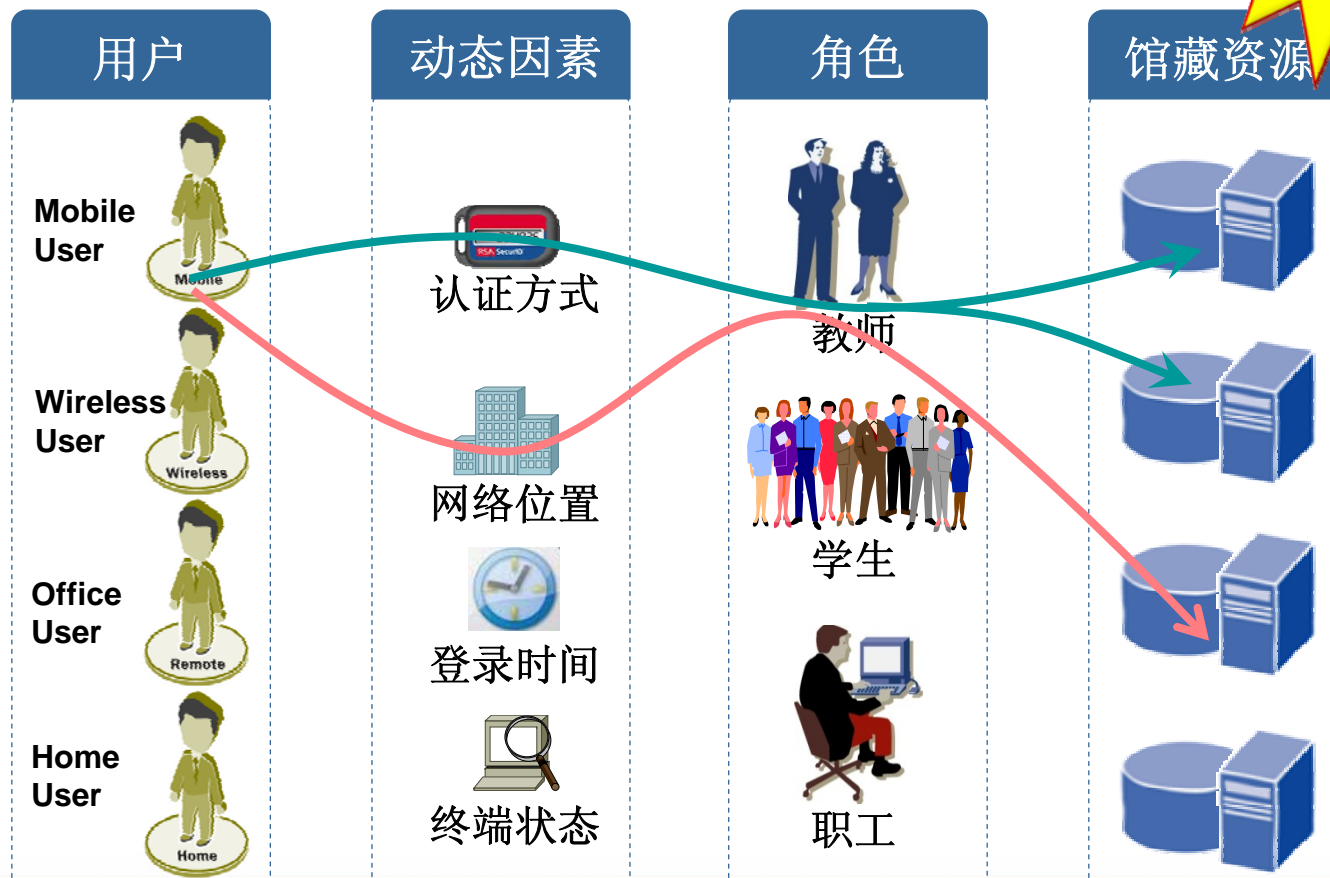 用户
动态因素
角色
馆藏资源
Mobile
User
Mobile
认证方式
RSA SecurID
教师
Wireless
User
Wireless
网络位置
学生
Office
User
Remote
登录时间
Home
User
Home
终端状态
职工